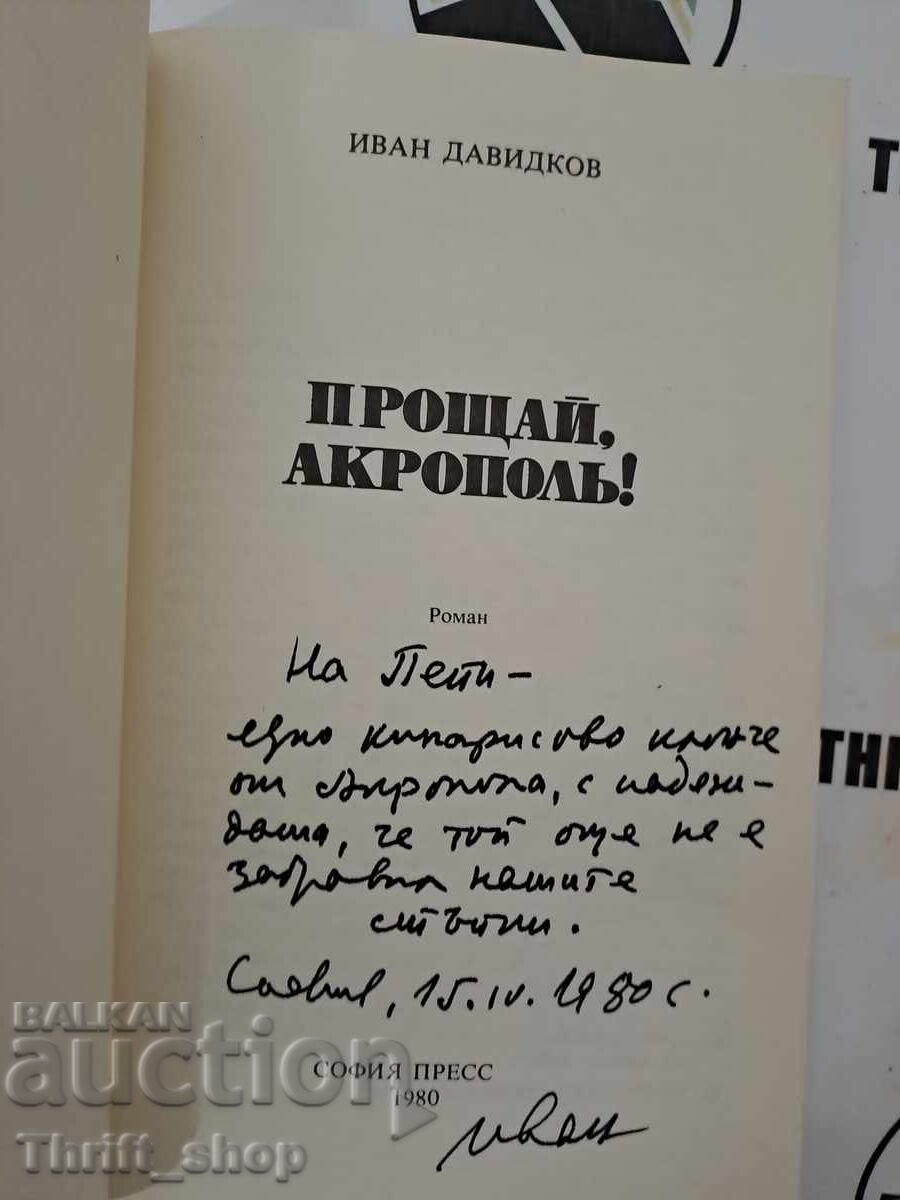 ИВАН ДАВИДКОВ
ПРОЩАЙ,
АКРОПОЛЬ!
Роман
На Пепи –
едно кипарисово клонче
от Акропола, с надеж-
дата, че той още не е
забравил нашите
стъпки.
София, 15.IV.1980 г.
СОФИЯ ПРЕСС
1980
Иван
BALKAN
auction
Thrift_shop